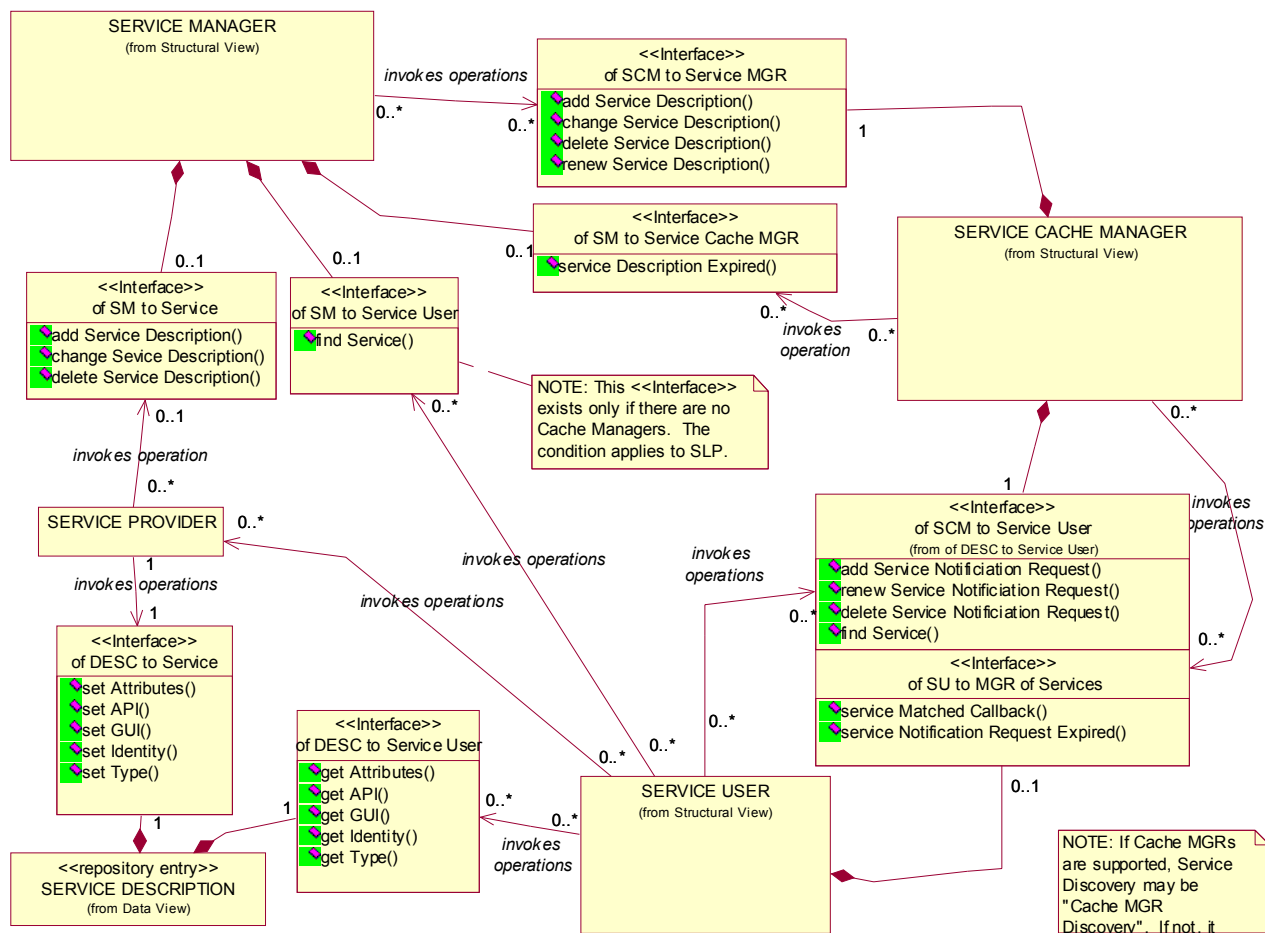 SERVICE MANAGER
(from Structural View)
invokes operations
0..*
0..*
<<Interface>>
of SCM to Service MGR
add Service Description()
change Service Description()
delete Service Description()
renew Service Description()
1
<<Interface>>
of SM to Service Cache MGR
service Description Expired()
0..1
SERVICE CACHE MANAGER
(from Structural View)
0..*
0..*
invokes
operation
0..1
<<Interface>>
of SM to Service
add Service Description()
change Sevice Description()
delete Service Description()
0..1
<<Interface>>
of SM to Service User
find Service()
0..*
NOTE: This <<Interface>>
exists only if there are no
Cache Managers. The
condition applies to SLP.
0..1
invokes operation
0..*
SERVICE PROVIDER
0..*
1
invokes operations
1
<<Interface>>
of DESC to Service
set Attributes()
set API()
set GUI()
set Identity()
set Type()
1
<<repository entry>>
SERVICE DESCRIPTION
(from Data View)
1
<<Interface>>
of DESC to Service User
get Attributes()
get API()
get GUI()
get Identity()
get Type()
0..*
0..*
invokes
operations
invokes operations
0..*
invokes operations
0..*
invokes
operations
0..*
0..*
1
<<Interface>>
of SCM to Service User
(from of DESC to Service User)
add Service Notificiation Request()
renew Service Notificiation Request()
delete Service Notificiation Request()
find Service()
<<Interface>>
of SU to MGR of Services
service Matched Callback()
service Notification Request Expired()
0..*
invokes
operations
0..*
0..1
SERVICE USER
(from Structural View)
NOTE: If Cache MGRs
are supported, Service
Discovery may be
"Cache MGR
Discovery". If not, it